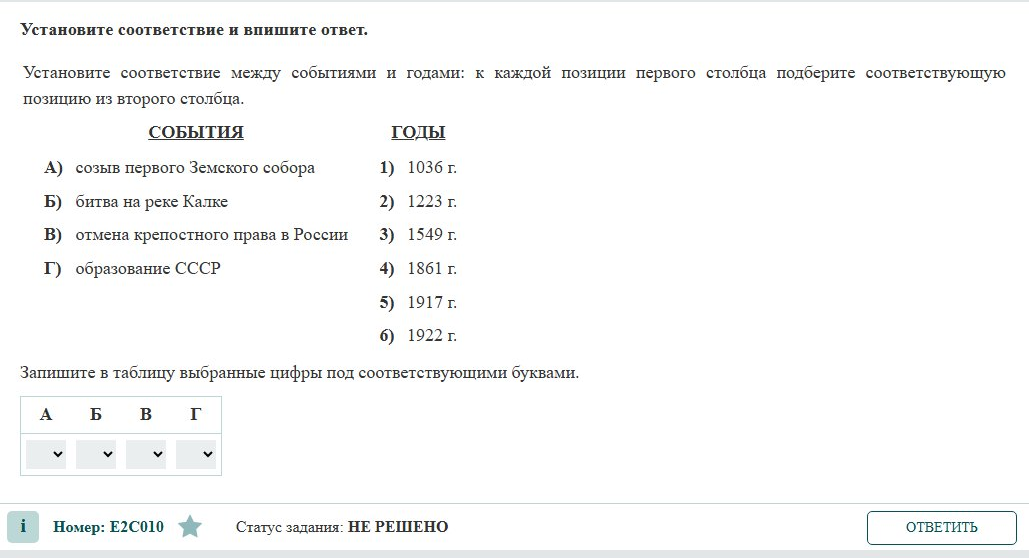 Установите соответствие и впишите ответ.
Установите соответствие между событиями и годами: к каждой позиции первого столбца подберите соответствующую
позицию из второго столбца.
СОБЫТИЯ ГОДЫ
А) созыв первого Земского собора 1) 1036 г.
Б) битва на реке Калке 2) 1223 г.
В) отмена крепостного права в России 3) 1549 г.
Г) образование СССР 4) 1861 г.
5) 1917 г.
6) 1922 г.
Запишите в таблицу выбранные цифры под соответствующими буквами.
А Б В Г
i Номер: E2C010 Статус задания: НЕ РЕШЕНО ОТВЕТИТЬ